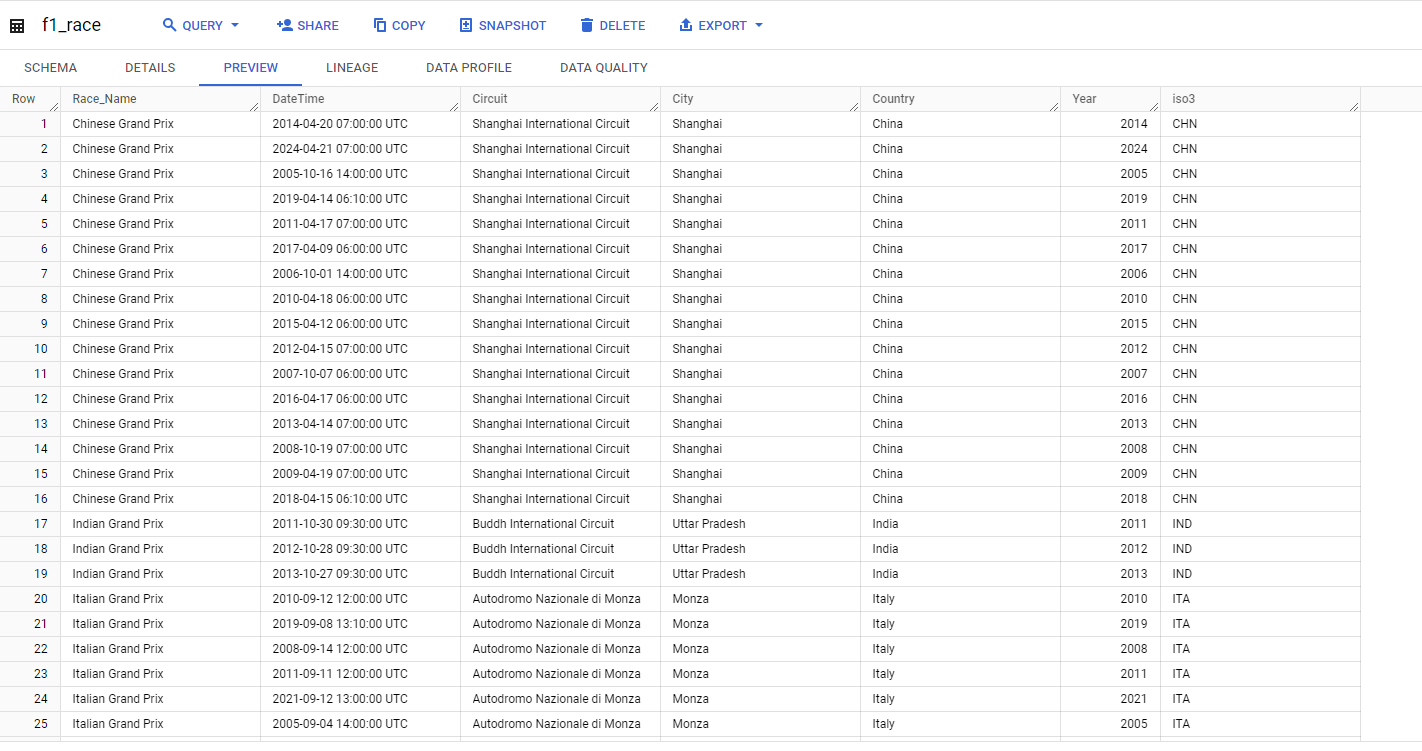 f1_race QUERY SHARE COPY SNAPSHOT DELETE EXPORT
SCHEMA DETAILS PREVIEW LINEAGE DATA PROFILE DATA QUALITY
Row Race_Name DateTime Circuit City Country Year iso3
1 Chinese Grand Prix 2014-04-20 07:00:00 UTC Shanghai International Circuit Shanghai China 2014 CHN
2 Chinese Grand Prix 2024-04-21 07:00:00 UTC Shanghai International Circuit Shanghai China 2024 CHN
3 Chinese Grand Prix 2005-10-16 14:00:00 UTC Shanghai International Circuit Shanghai China 2005 CHN
4 Chinese Grand Prix 2019-04-14 06:10:00 UTC Shanghai International Circuit Shanghai China 2019 CHN
5 Chinese Grand Prix 2011-04-17 07:00:00 UTC Shanghai International Circuit Shanghai China 2011 CHN
6 Chinese Grand Prix 2017-04-09 06:00:00 UTC Shanghai International Circuit Shanghai China 2017 CHN
7 Chinese Grand Prix 2006-10-01 14:00:00 UTC Shanghai International Circuit Shanghai China 2006 CHN
8 Chinese Grand Prix 2010-04-18 06:00:00 UTC Shanghai International Circuit Shanghai China 2010 CHN
9 Chinese Grand Prix 2015-04-12 06:00:00 UTC Shanghai International Circuit Shanghai China 2015 CHN
10 Chinese Grand Prix 2012-04-15 07:00:00 UTC Shanghai International Circuit Shanghai China 2012 CHN
11 Chinese Grand Prix 2007-10-07 06:00:00 UTC Shanghai International Circuit Shanghai China 2007 CHN
12 Chinese Grand Prix 2016-04-17 06:00:00 UTC Shanghai International Circuit Shanghai China 2016 CHN
13 Chinese Grand Prix 2013-04-14 07:00:00 UTC Shanghai International Circuit Shanghai China 2013 CHN
14 Chinese Grand Prix 2008-10-19 07:00:00 UTC Shanghai International Circuit Shanghai China 2008 CHN
15 Chinese Grand Prix 2009-04-19 07:00:00 UTC Shanghai International Circuit Shanghai China 2009 CHN
16 Chinese Grand Prix 2018-04-15 06:10:00 UTC Shanghai International Circuit Shanghai China 2018 CHN
17 Indian Grand Prix 2011-10-30 09:30:00 UTC Buddh International Circuit Uttar Pradesh India 2011 IND
18 Indian Grand Prix 2012-10-28 09:30:00 UTC Buddh International Circuit Uttar Pradesh India 2012 IND
19 Indian Grand Prix 2013-10-27 09:30:00 UTC Buddh International Circuit Uttar Pradesh India 2013 IND
20 Italian Grand Prix 2010-09-12 12:00:00 UTC Autodromo Nazionale di Monza Monza Italy 2010 ITA
21 Italian Grand Prix 2019-09-08 13:10:00 UTC Autodromo Nazionale di Monza Monza Italy 2019 ITA
22 Italian Grand Prix 2008-09-14 12:00:00 UTC Autodromo Nazionale di Monza Monza Italy 2008 ITA
23 Italian Grand Prix 2011-09-11 12:00:00 UTC Autodromo Nazionale di Monza Monza Italy 2011 ITA
24 Italian Grand Prix 2021-09-12 13:00:00 UTC Autodromo Nazionale di Monza Monza Italy 2021 ITA
25 Italian Grand Prix 2005-09-04 14:00:00 UTC Autodromo Nazionale di Monza Monza Italy 2005 ITA